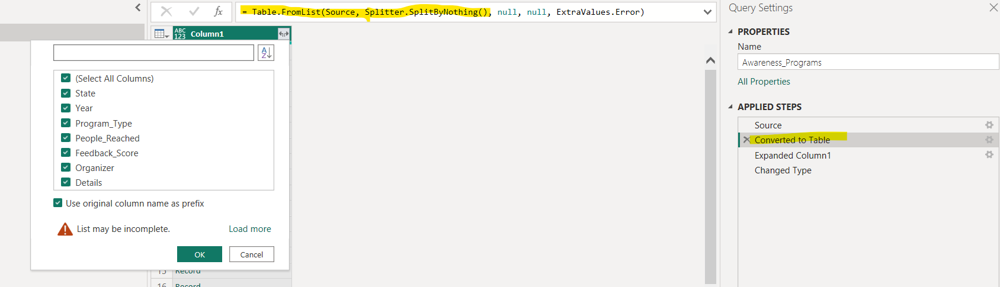 = Table.FromList(Source, Splitter.SplitByNothing(), null, null, ExtraValues.Error)
ABC
123
Column1
A
Z
(Select All Columns)
State
Year
Program_Type
People_Reached
Feedback_Score
Organizer
Details
Use original column name as prefix
List may be incomplete.
Load more
OK
Cancel
15 Record
16 Record
Query Settings
PROPERTIES
Name
Awareness_Programs
All Properties
APPLIED STEPS
Source
Converted to Table
Expanded Column1
Changed Type